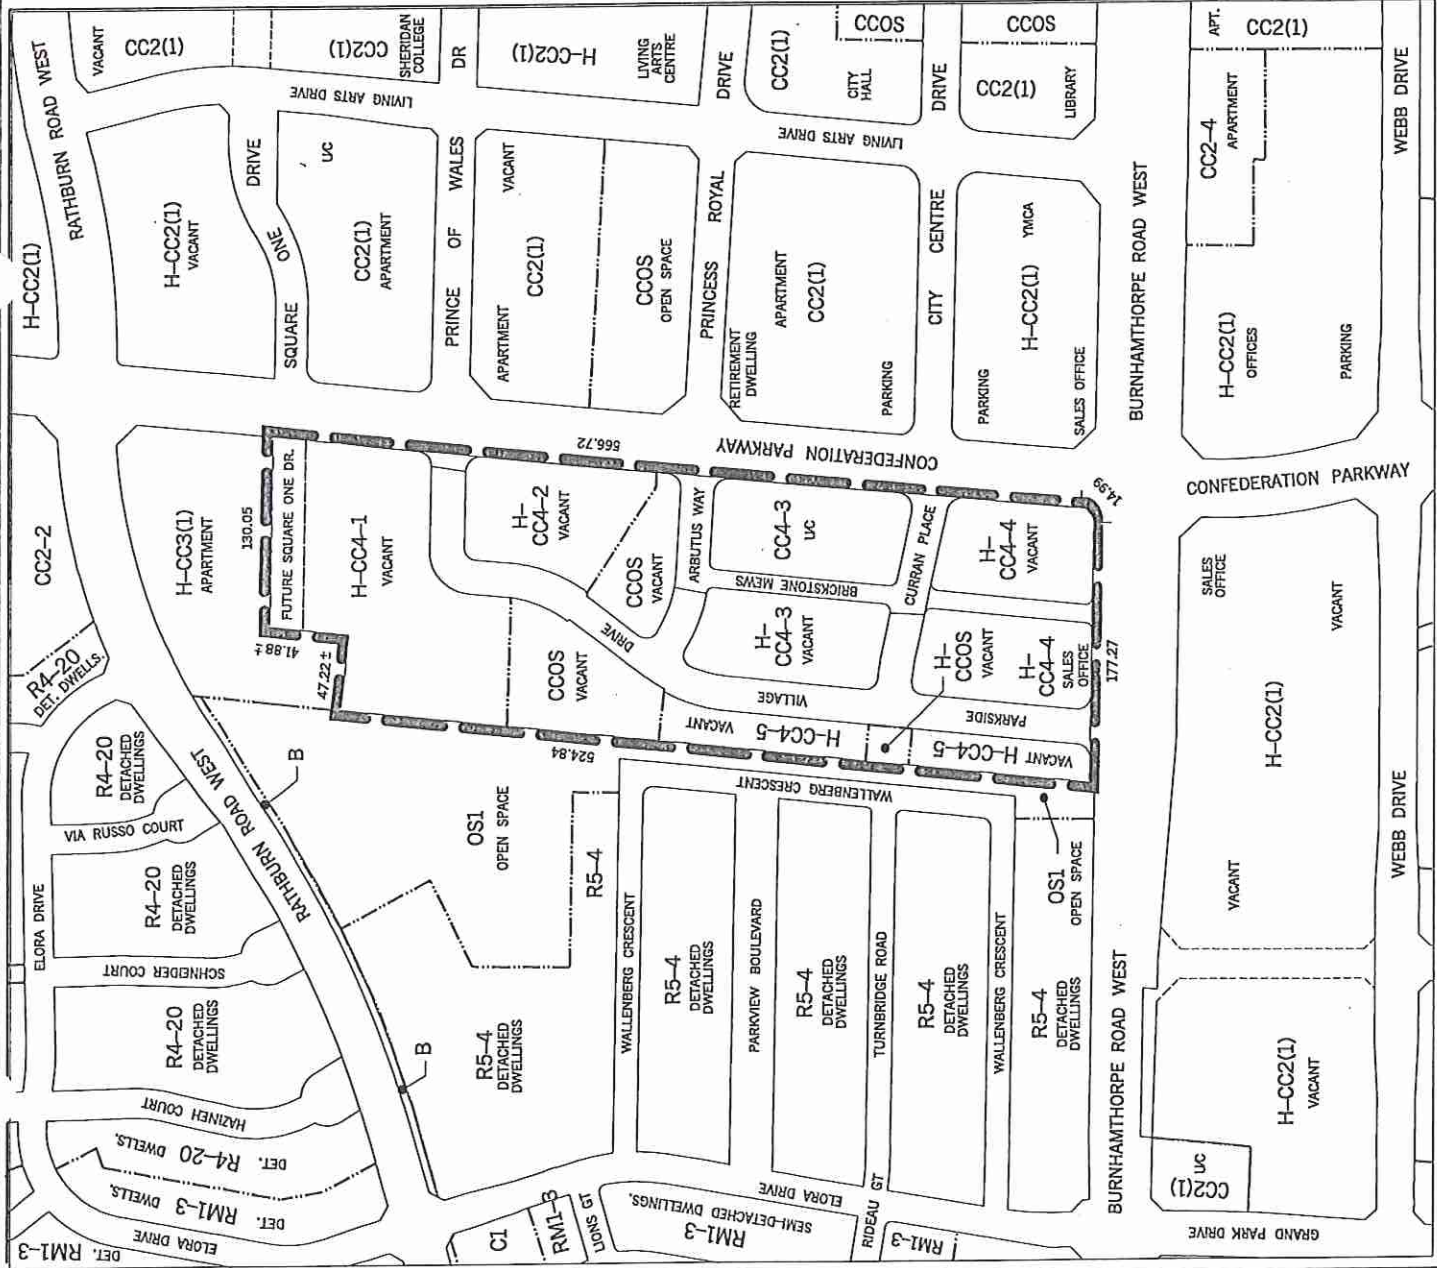 RATHBURN ROAD WEST
VACANT
CC2(1)
CC2(1)
SHERIDAN
COLLEGE
DR
H-CC2(1)
LIVING
ARTS
CENTRE
DRIVE
CC2(1)
CCOS
CITY
HALL
DRIVE
CCOS
CC2(1)
LIBRARY
APT.
CC2(1)
WEBB DRIVE
LIVING ARTS DRIVE
LIVING ARTS DRIVE
H-CC2(1)
H-CC2(1)
VACANT
SQUARE ONE DRIVE
UC
CC2(1)
APARTMENT
PRINCE OF WALES
VACANT
CC2(1)
APARTMENT
CCOS
OPEN SPACE
PRINCESS ROYAL
RETIREMENT
DWELLING
APARTMENT
CC2(1)
PARKING
CITY CENTRE
H-CC2(1)
YMCA
PARKING
SALES OFFICE
BURNHAMTHORPE ROAD WEST
CC2-4
APARTMENT
H-CC2(1)
OFFICES
PARKING
CC2-2
H-CC3(1)
APARTMENT
130.05
FUTURE SQUARE ONE DR.
41.88 ±
47.22 ±
H-CC4-1
VACANT
566.72
CONFEDERATION PARKWAY
14.99
CONFEDERATION PARKWAY
H-
CC4-2
VACANT
CCOS
VACANT
ARBUTUS WAY
CC4-3
UC
BRICKSTONE MEWS
CURRAN PLACE
H-
CC4-4
VACANT
H-
CC4-3
VACANT
H-
CCOS
VACANT
H-
CC4-4
SALES
OFFICE
177.27
CCOS
VACANT
PARKSIDE VILLAGE DRIVE
H-CC4-5
VACANT
H-CC4-5
VACANT
524.84
SALES
OFFICE
VACANT
H-CC2(1)
VACANT
WEBB DRIVE
R4-20
DET. DWELLS.
R4-20
DETACHED
DWELLINGS
VIA RUSSO COURT
RATHBURN ROAD WEST
B
OS1
OPEN SPACE
R5-4
WALLENBERG CRESCENT
OS1
OPEN SPACE
ELORA DRIVE
R4-20
DETACHED
DWELLINGS
SCHNEIDER COURT
R4-20
DETACHED
DWELLINGS
HAZINEH COURT
B
R5-4
DETACHED
DWELLINGS
WALLENBERG CRESCENT
R5-4
DETACHED
DWELLINGS
PARKVIEW BOULEVARD
R5-4
DETACHED
DWELLINGS
TURNBRIDGE ROAD
R5-4
DETACHED
DWELLINGS
WALLENBERG CRESCENT
R5-4
DETACHED
DWELLINGS
BURNHAMTHORPE ROAD WEST
H-CC2(1)
VACANT
DET. DWELLS.
R4-20
DET. DWELLS.
RM1-3
ELORA DRIVE
DET.
RM1-3
C1
RM1-3
LIONS GT
ELORA DRIVE
SEMI-DETACHED DWELLINGS.
RM1-3
RIDEAU GT
RM1-3
CC2(1)
UC
GRAND PARK DRIVE